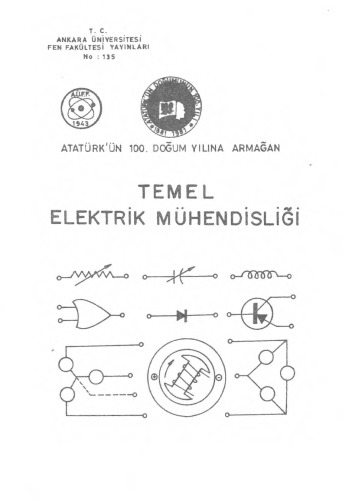 T. C.
ANKARA ÜNİVERSİTESİ
FEN FAKÜLTESİ YAYINLARI
No : 135
A.Ü.F.F.
1943
ATATÜRK'ÜN DOĞUMUNUN 100. YILI
1881 1981
ATATÜRK'ÜN 100. DOĞUM YILINA ARMAĞAN
TEMEL
ELEKTRİK MÜHENDİSLİĞİ